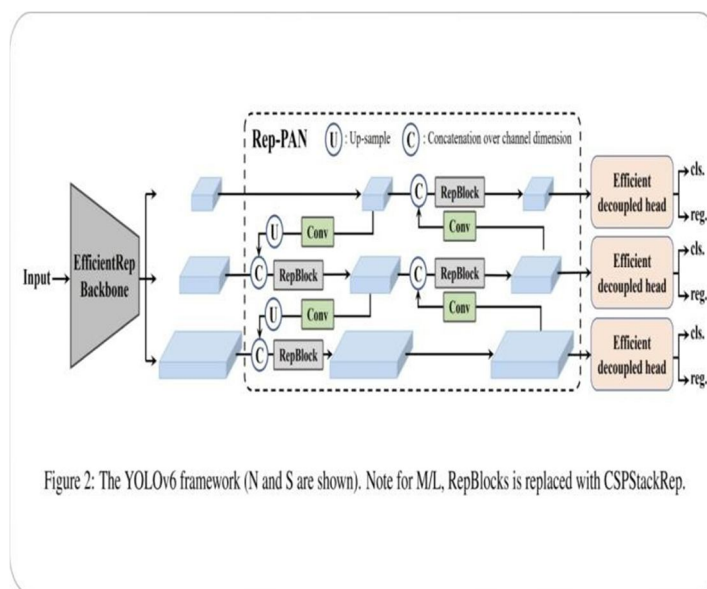 Rep-PAN U : Up-sample C : Concatenation over channel dimension
Input
EfficientRep
Backbone
C RepBlock
U Conv
Conv
C RepBlock
C RepBlock
U Conv
Conv
C RepBlock
Efficient
decoupled head
cls.
reg.
Efficient
decoupled head
cls.
reg.
Efficient
decoupled head
cls.
reg.
Figure 2: The YOLOv6 framework (N and S are shown). Note for M/L, RepBlocks is replaced with CSPStackRep.